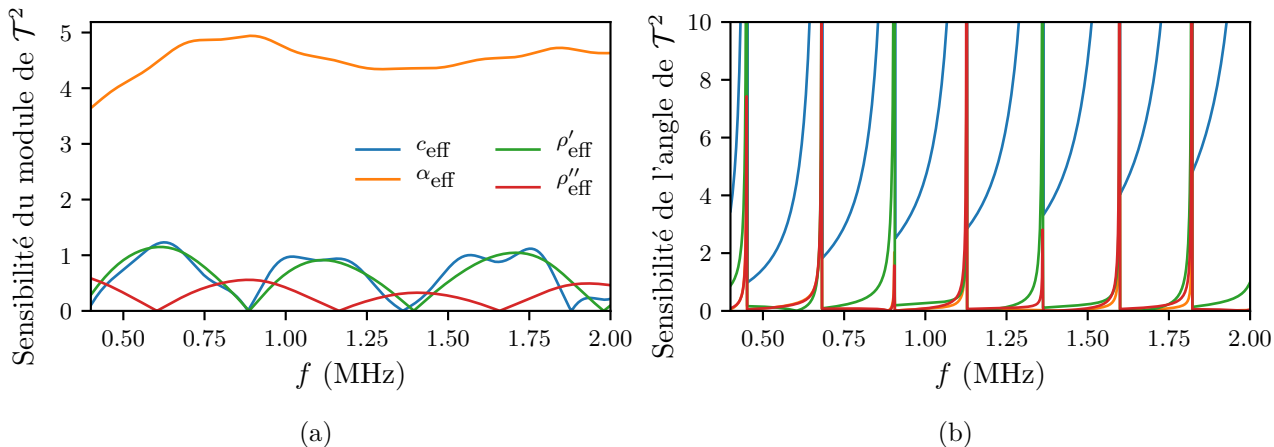 Sensibilité du module de 𝒯²
5
4
3
2
1
0
0.50 0.75 1.00 1.25 1.50 1.75 2.00
f (MHz)
c_eff
α_eff
ρ′_eff
ρ″_eff
(a)
Sensibilité de l'angle de 𝒯²
10
8
6
4
2
0
0.50 0.75 1.00 1.25 1.50 1.75 2.00
f (MHz)
(b)